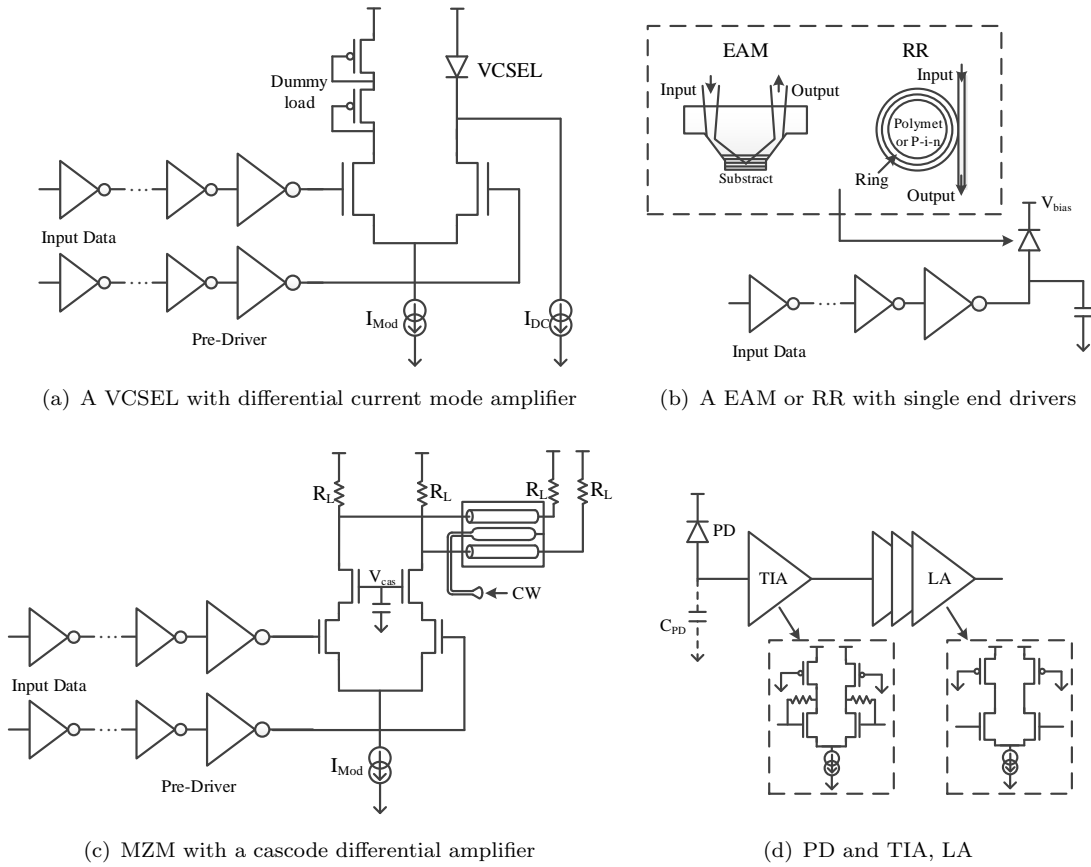 Dummy
load
VCSEL
Input Data
Pre-Driver
I_Mod
I_DC
(a) A VCSEL with differential current mode amplifier
EAM
RR
Input
Output
Substract
Input
Polymet
or P-i-n
Ring
Output
V_bias
Input Data
(b) A EAM or RR with single end drivers
R_L
R_L
R_L
R_L
V_cas
CW
Input Data
Pre-Driver
I_Mod
(c) MZM with a cascode differential amplifier
PD
TIA
LA
C_PD
(d) PD and TIA, LA